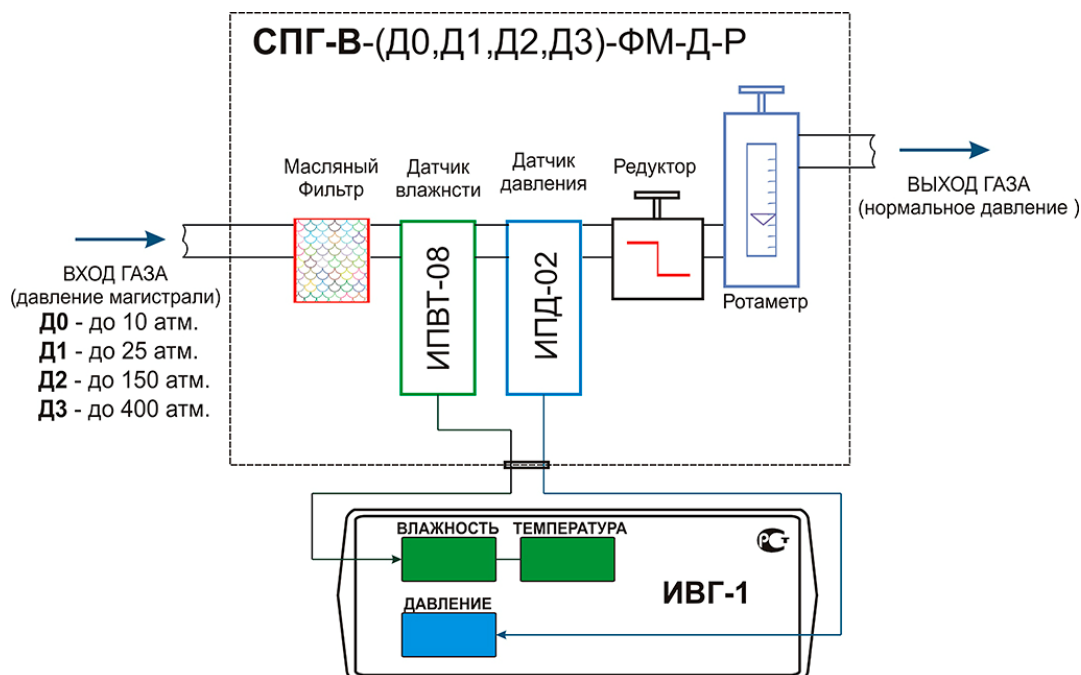 СПГ-В-(Д0,Д1,Д2,Д3)-ФМ-Д-Р
Масляный
Фильтр
Датчик
влажнсти
Датчик
давления
Редуктор
ВХОД ГАЗА
(давление магистрали)
Д0 - до 10 атм.
Д1 - до 25 атм.
Д2 - до 150 атм.
Д3 - до 400 атм.
ИПВТ-08
ИПД-02
Ротаметр
ВЫХОД ГАЗА
(нормальное давление )
ВЛАЖНОСТЬ
ТЕМПЕРАТУРА
ДАВЛЕНИЕ
ИВГ-1
РСТ